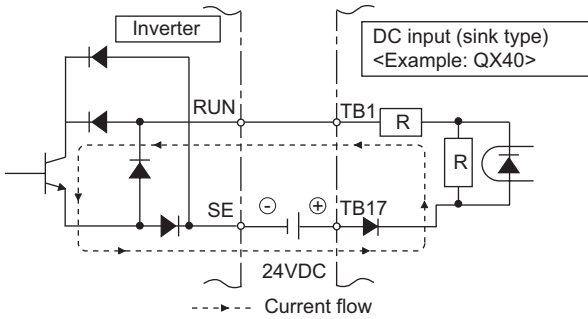 Inverter
DC input (sink type)
<Example: QX40>
RUN
TB1
R
R
SE
⊖
⊕
TB17
24VDC
Current flow